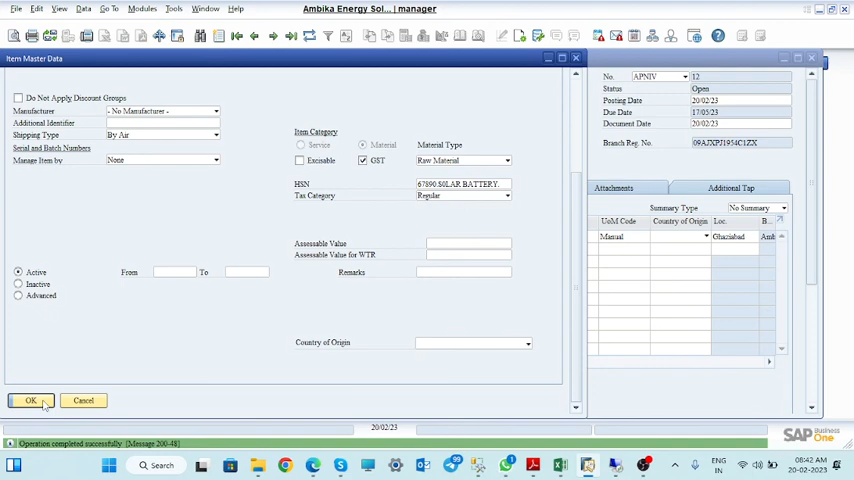 File Edit View Data Go To Modules Tools Window Help
Ambika Energy Sol... | manager
Item Master Data
Do Not Apply Discount Groups
Manufacturer - No Manufacturer -
Additional Identifier
Shipping Type By Air
Serial and Batch Numbers
Manage Item by None
Item Category
Service Material Material Type
Excisable GST Raw Material
HSN 67890.S0LAR BATTERY.
Tax Category Regular
Assessable Value
Assessable Value for WTR
Active From To Remarks
Inactive
Advanced
Country of Origin
OK Cancel
No. APNIV 12
Status Open
Posting Date 20/02/23
Due Date 17/05/23
Document Date 20/02/23
Branch Reg. No. 09AJXPJ1954C1ZX
Attachments Additional Tap
Summary Type No Summary
UoM Code Country of Origin Loc. B...
Manual Ghaziabad Amb
20/02/23
Operation completed successfully [Message 200-48]
SAP Business One
Search
99
1
ENG
IN
08:42 AM
20-02-2023